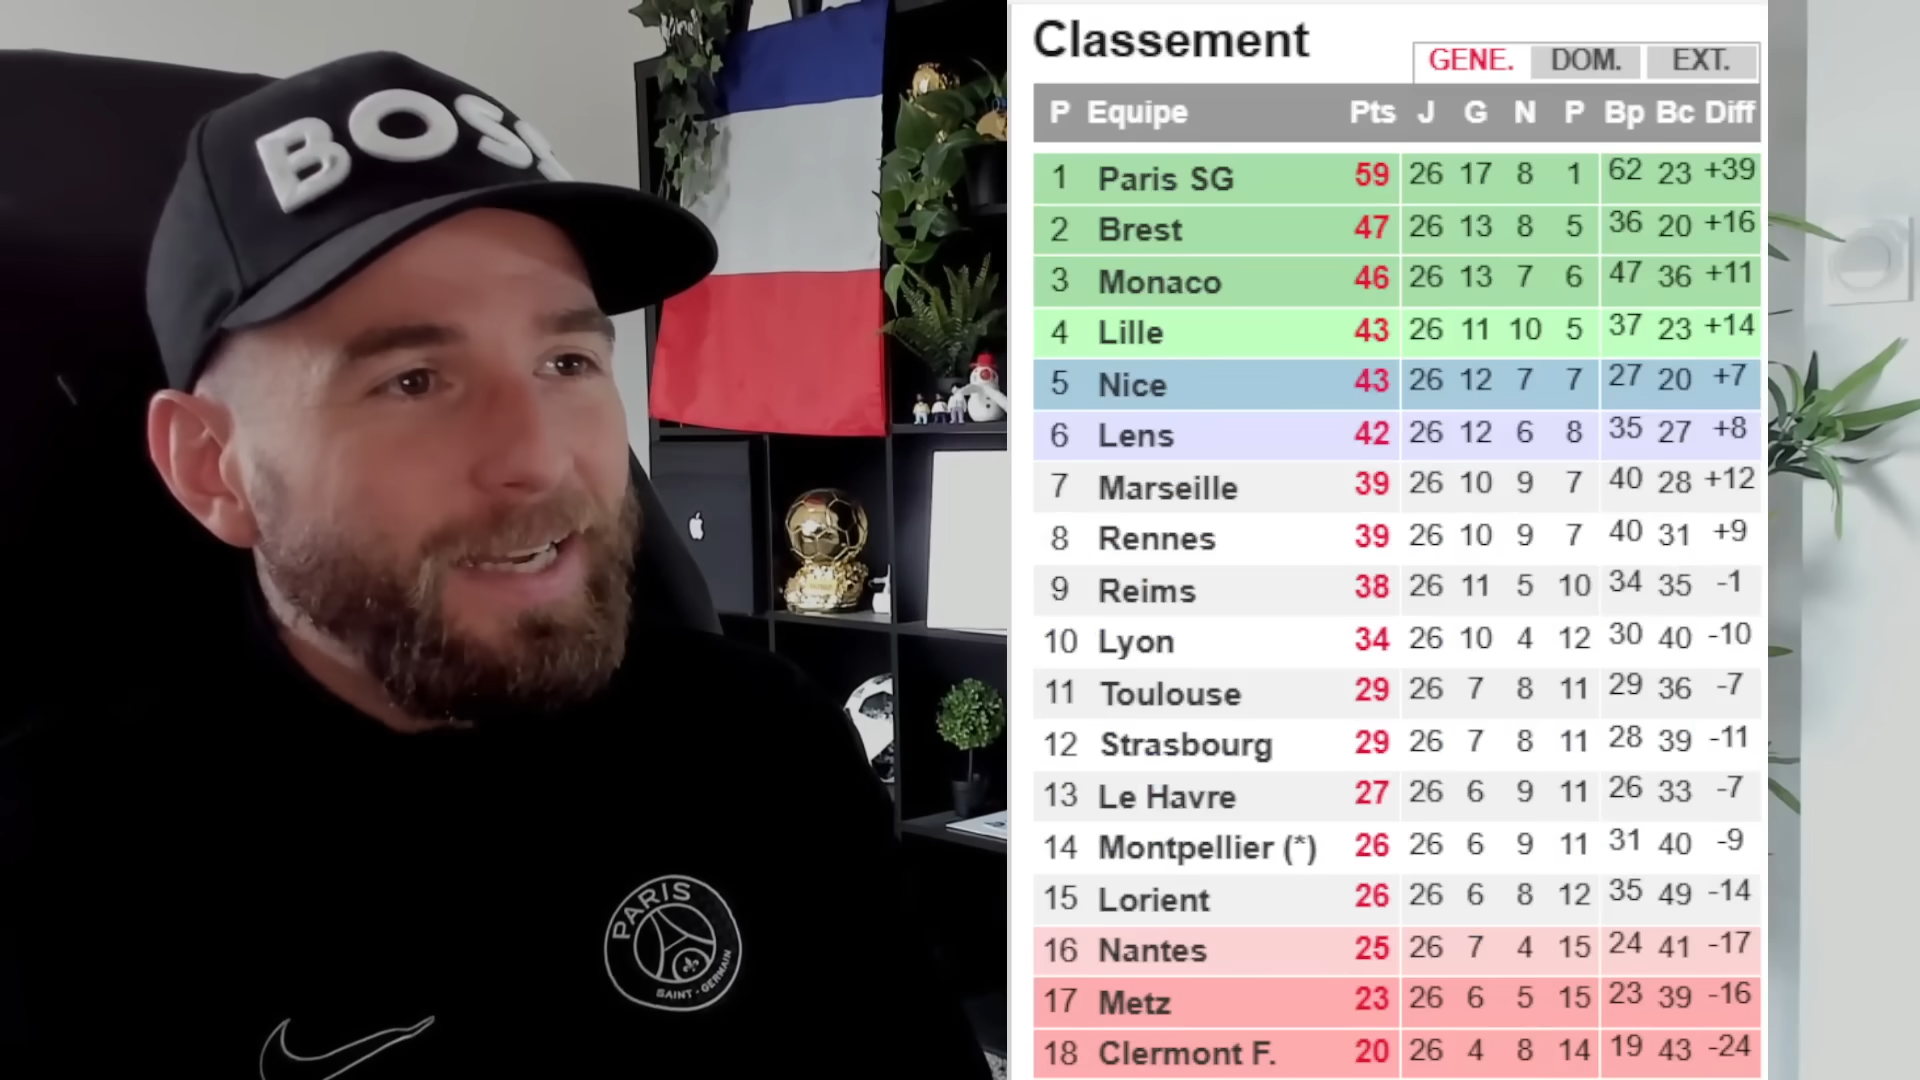 BOSS
PARIS
SAINT-GERMAIN
Classement
GENE. DOM. EXT.
P Equipe Pts J G N P Bp Bc Diff
1 Paris SG 59 26 17 8 1 62 23 +39
2 Brest 47 26 13 8 5 36 20 +16
3 Monaco 46 26 13 7 6 47 36 +11
4 Lille 43 26 11 10 5 37 23 +14
5 Nice 43 26 12 7 7 27 20 +7
6 Lens 42 26 12 6 8 35 27 +8
7 Marseille 39 26 10 9 7 40 28 +12
8 Rennes 39 26 10 9 7 40 31 +9
9 Reims 38 26 11 5 10 34 35 -1
10 Lyon 34 26 10 4 12 30 40 -10
11 Toulouse 29 26 7 8 11 29 36 -7
12 Strasbourg 29 26 7 8 11 28 39 -11
13 Le Havre 27 26 6 9 11 26 33 -7
14 Montpellier (*) 26 26 6 9 11 31 40 -9
15 Lorient 26 26 6 8 12 35 49 -14
16 Nantes 25 26 7 4 15 24 41 -17
17 Metz 23 26 6 5 15 23 39 -16
18 Clermont F. 20 26 4 8 14 19 43 -24